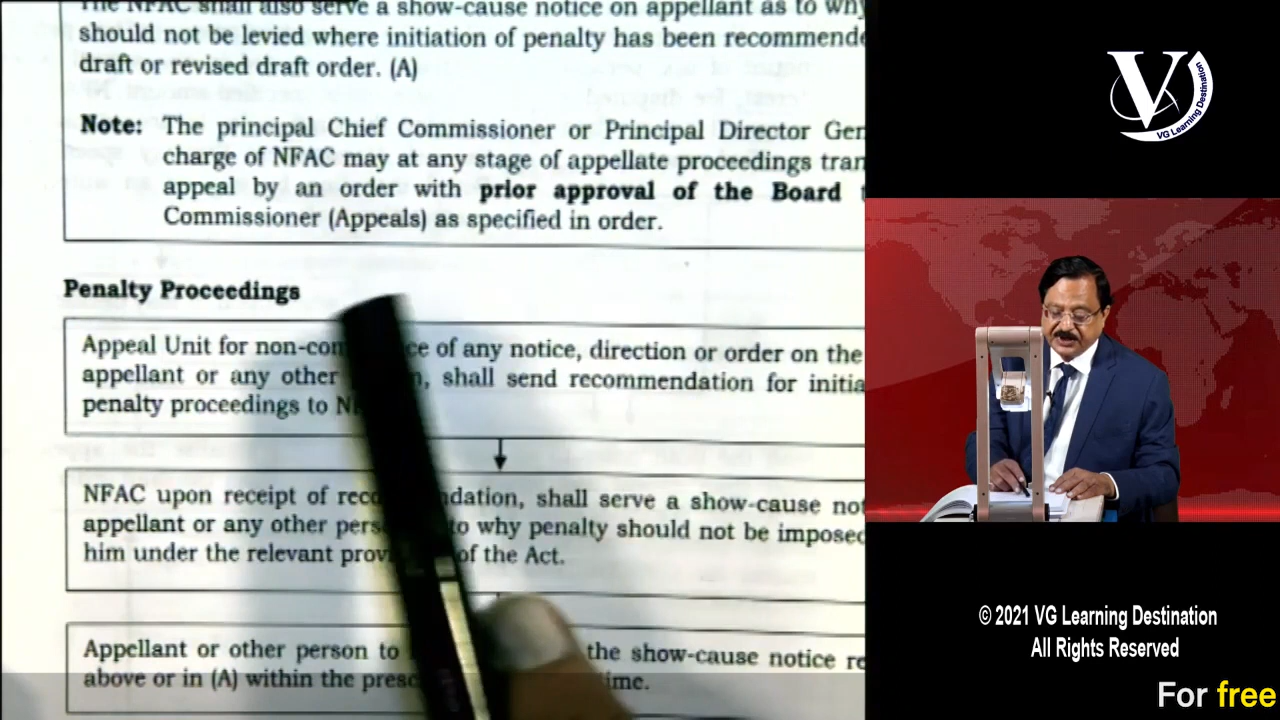 The NFAC shall also serve a show-cause notice on appellant as to why
should not be levied where initiation of penalty has been recommende
draft or revised draft order. (A)
Note: The principal Chief Commissioner or Principal Director Gen
charge of NFAC may at any stage of appellate proceedings tran
appeal by an order with prior approval of the Board
Commissioner (Appeals) as specified in order.
Penalty Proceedings
Appeal Unit for non-com ce of any notice, direction or order on the
appellant or any other , shall send recommendation for initia
penalty proceedings to
NFAC upon receipt of reco ndation, shall serve a show-cause not
appellant or any other pers to why penalty should not be imposed
him under the relevant prov of the Act.
Appellant or other person to the show-cause notice re
above or in (A) within the presc ime.
V
VG Learning Destination
© 2021 VG Learning Destination
All Rights Reserved
For free